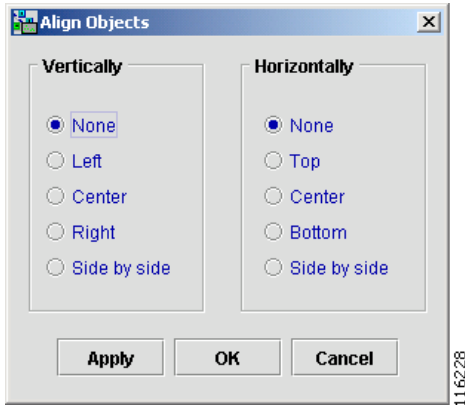 Align Objects
Vertically
None
Left
Center
Right
Side by side
Horizontally
None
Top
Center
Bottom
Side by side
Apply
OK
Cancel
116228